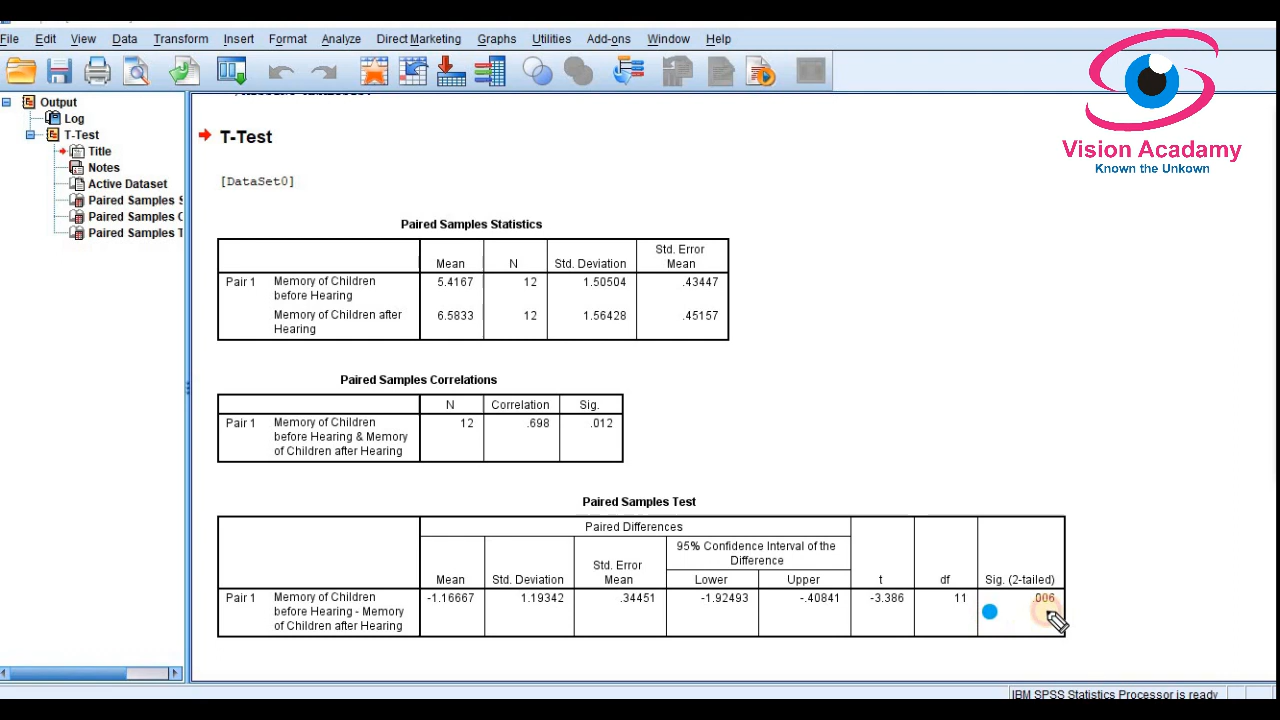 File Edit View Data Transform Insert Format Analyze Direct Marketing Graphs Utilities Add-ons Window Help
Vision Acadamy
Known the Unkown
Output
Log
T-Test
Title
Notes
Active Dataset
Paired Samples S
Paired Samples C
Paired Samples T
T-Test
[DataSet0]
Paired Samples Statistics
Mean N Std. Deviation Std. Error Mean
Pair 1 Memory of Children before Hearing 5.4167 12 1.50504 .43447
Memory of Children after Hearing 6.5833 12 1.56428 .45157
Paired Samples Correlations
N Correlation Sig.
Pair 1 Memory of Children before Hearing & Memory of Children after Hearing 12 .698 .012
Paired Samples Test
Paired Differences
95% Confidence Interval of the Difference
Mean Std. Deviation Std. Error Mean Lower Upper t df Sig. (2-tailed)
Pair 1 Memory of Children before Hearing - Memory of Children after Hearing -1.16667 1.19342 .34451 -1.92493 -.40841 -3.386 11 .006
IBM SPSS Statistics Processor is ready